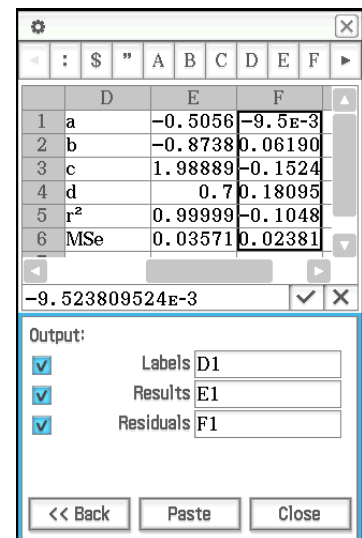 : $ " A B C D E F
D E F
1 a -0.5056 -9.5ᴇ-3
2 b -0.8738 0.06190
3 c 1.98889 -0.1524
4 d 0.7 0.18095
5 r² 0.99999 -0.1048
6 MSe 0.03571 0.02381
-9.523809524ᴇ-3
Output:
Labels D1
Results E1
Residuals F1
<< Back Paste Close